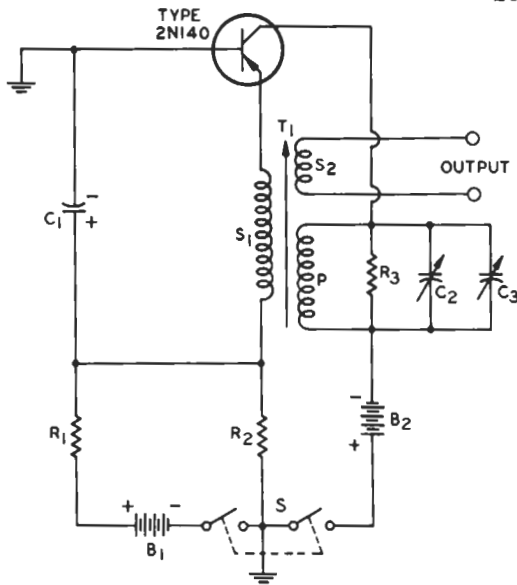 TYPE
2N140
T1
S2
OUTPUT
C1
-
+
S1
P
R3
C2
C3
R1
R2
-
+
B2
S
+
-
B1